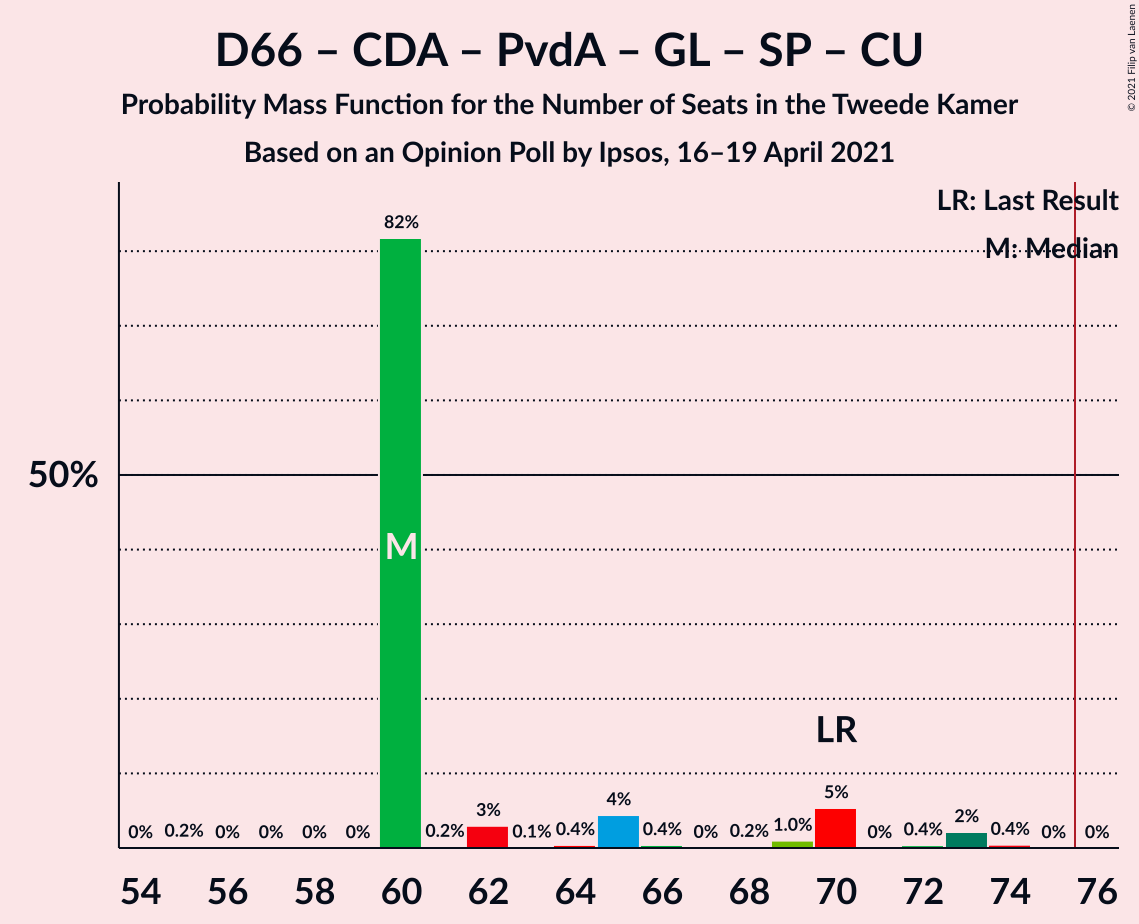 D66 – CDA – PvdA – GL – SP – CU
Probability Mass Function for the Number of Seats in the Tweede Kamer
Based on an Opinion Poll by Ipsos, 16–19 April 2021
© 2021 Filip van Laenen
LR: Last Result
M: Median
82%
50%
M
LR
0% 0.2% 0% 0% 0% 0% 0.2% 3% 0.1% 0.4% 4% 0.4% 0% 0.2% 1.0% 5% 0% 0.4% 2% 0.4% 0% 0%
54 56 58 60 62 64 66 68 70 72 74 76